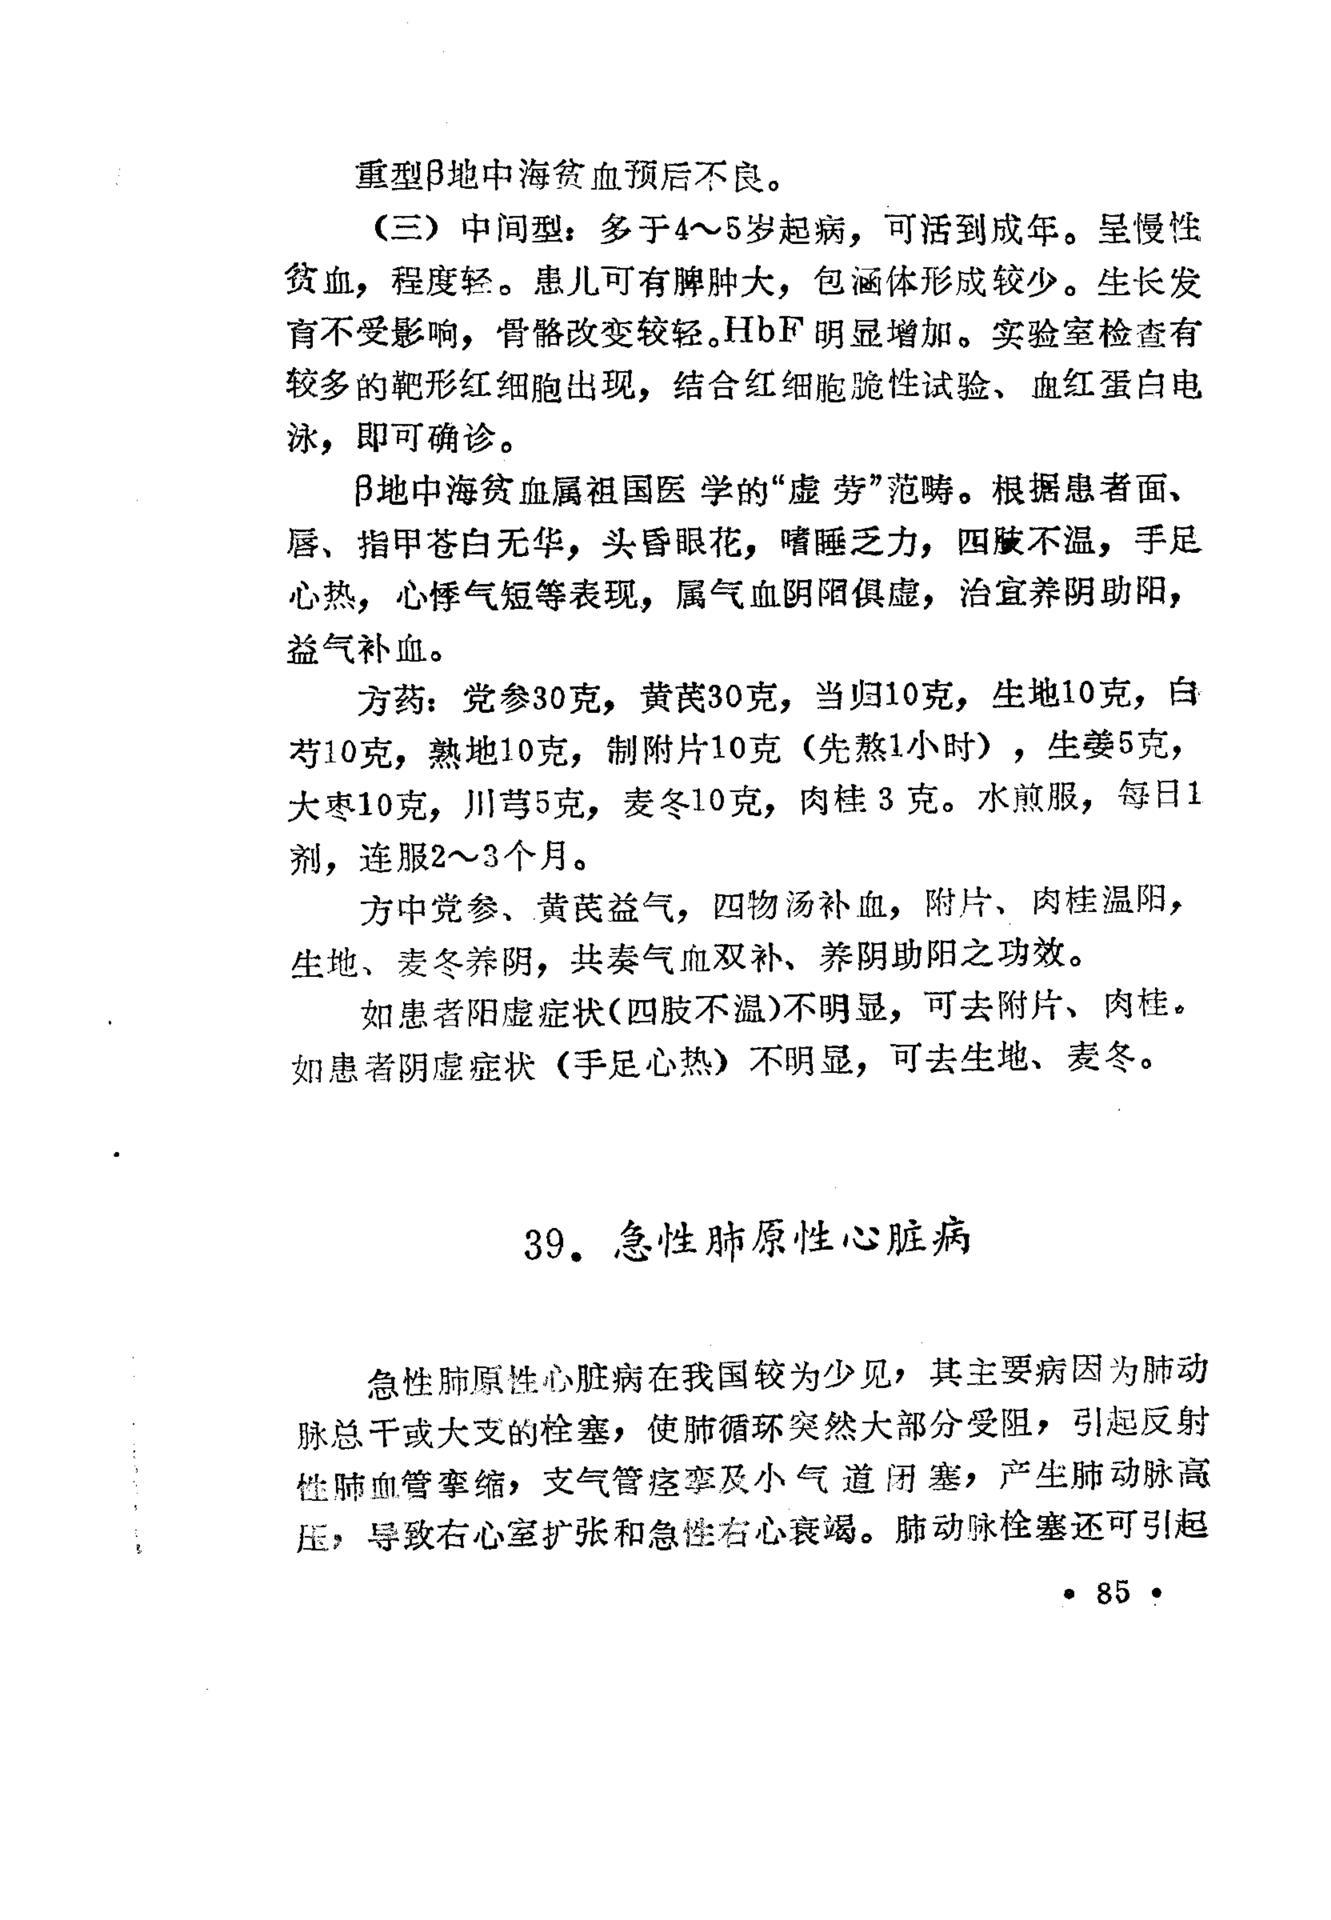 重型β地中海贫血预后不良。
（三）中间型：多于4～5岁起病，可活到成年。呈慢性
贫血，程度轻。患儿可有脾肿大，包涵体形成较少。生长发
育不受影响，骨骼改变较轻。HbF明显增加。实验室检查有
较多的靶形红细胞出现，结合红细胞脆性试验、血红蛋白电
泳，即可确诊。
β地中海贫血属祖国医学的“虚劳”范畴。根据患者面、
唇、指甲苍白无华，头昏眼花，嗜睡乏力，四肢不温，手足
心热，心悸气短等表现，属气血阴阳俱虚，治宜养阴助阳，
益气补血。
方药：党参30克，黄芪30克，当归10克，生地10克，白
芍10克，熟地10克，制附片10克（先熬1小时），生姜5克，
大枣10克，川芎5克，麦冬10克，肉桂3克。水煎服，每日1
剂，连服2～3个月。
方中党参、黄芪益气，四物汤补血，附片、肉桂温阳，
生地、麦冬养阴，共奏气血双补、养阴助阳之功效。
如患者阳虚症状(四肢不温)不明显，可去附片、肉桂。
如患者阴虚症状（手足心热）不明显，可去生地、麦冬。
39．急性肺原性心脏病
急性肺原性心脏病在我国较为少见，其主要病因为肺动
脉总干或大支的栓塞，使肺循环突然大部分受阻，引起反射
性肺血管挛缩，支气管痉挛及小气道闭塞，产生肺动脉高
压，导致右心室扩张和急性右心衰竭。肺动脉栓塞还可引起
• 85 •